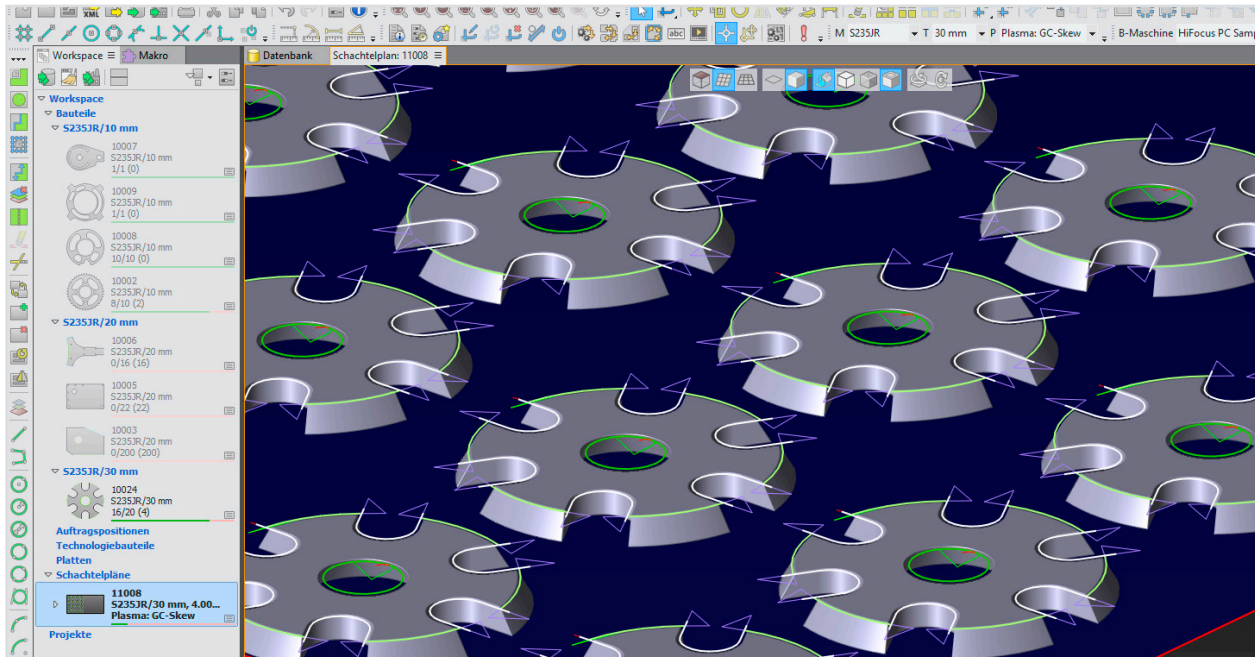 XML
abc
M S235JR
T 30 mm
P Plasma: GC-Skew
B-Maschine HiFocus PC Samp
Workspace
Makro
Datenbank
Schachtelplan: 11008
Workspace
Bauteile
S235JR/10 mm
10007
S235JR/10 mm
1/1 (0)
10009
S235JR/10 mm
1/1 (0)
10008
S235JR/10 mm
10/10 (0)
10002
S235JR/10 mm
8/10 (2)
S235JR/20 mm
10006
S235JR/20 mm
0/16 (16)
10005
S235JR/20 mm
0/22 (22)
10003
S235JR/20 mm
0/200 (200)
S235JR/30 mm
10024
S235JR/30 mm
16/20 (4)
Auftragspositionen
Technologiebauteile
Platten
Schachtelpläne
11008
S235JR/30 mm, 4.00...
Plasma: GC-Skew
Projekte